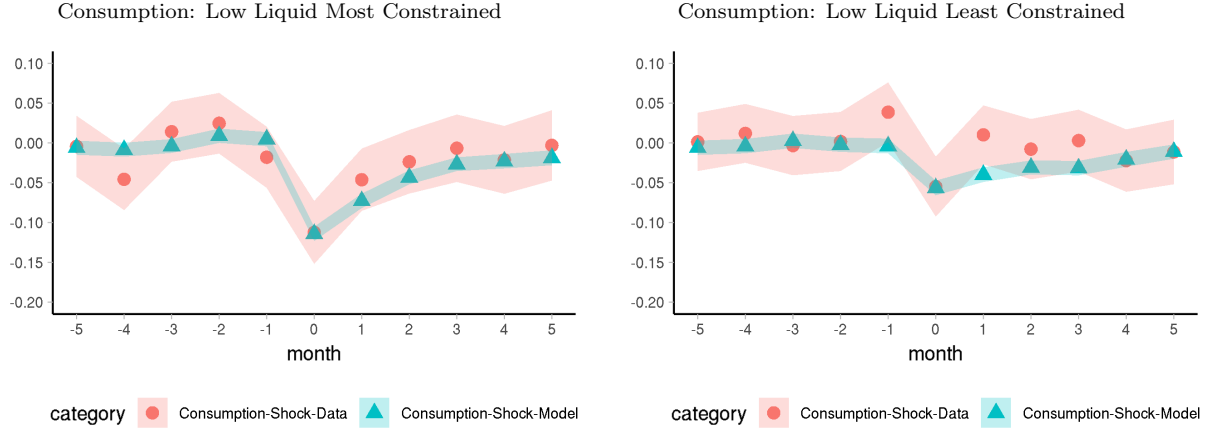 Consumption: Low Liquid Most Constrained
0.10
0.05
0.00
-0.05
-0.10
-0.15
-0.20
-5 -4 -3 -2 -1 0 1 2 3 4 5
month
category Consumption-Shock-Data Consumption-Shock-Model
Consumption: Low Liquid Least Constrained
0.10
0.05
0.00
-0.05
-0.10
-0.15
-0.20
-5 -4 -3 -2 -1 0 1 2 3 4 5
month
category Consumption-Shock-Data Consumption-Shock-Model